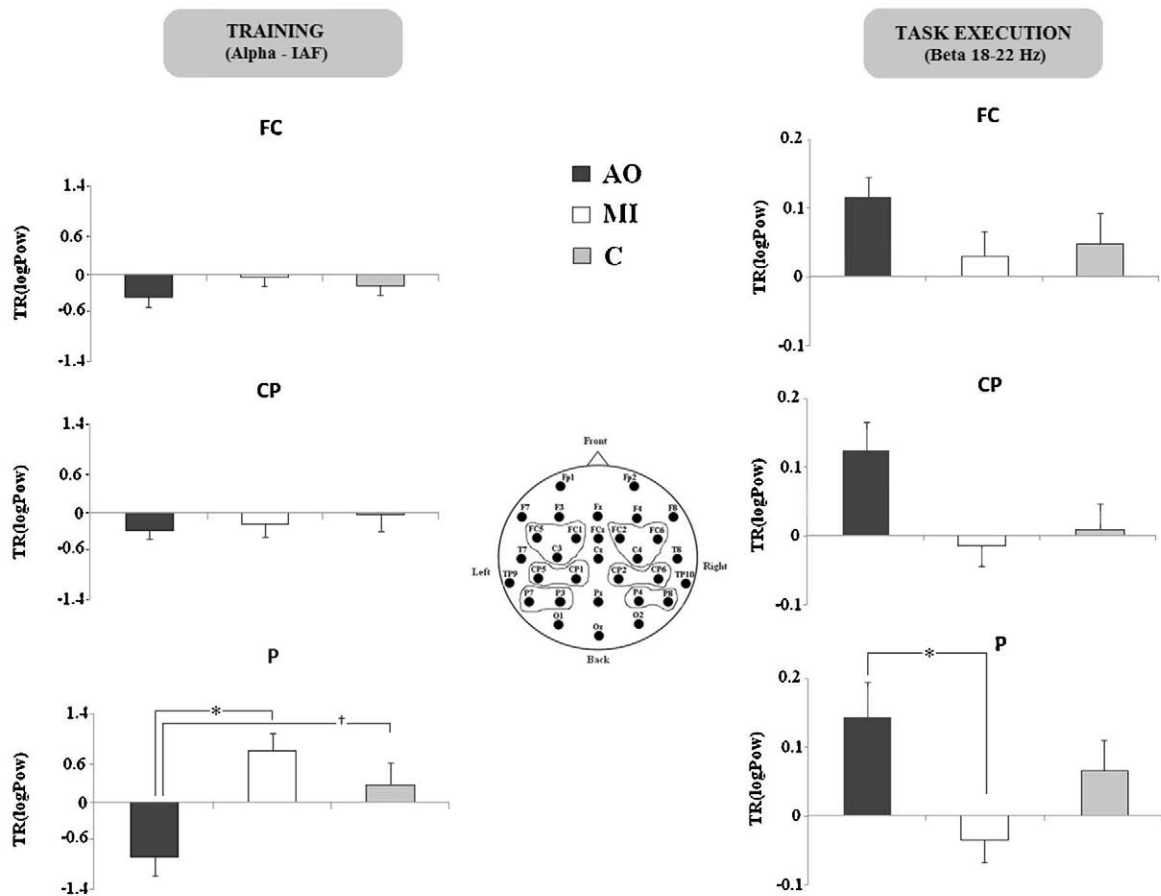 TRAINING
(Alpha - IAF)
TASK EXECUTION
(Beta 18-22 Hz)
FC
1.4
0.6
0
-0.6
-1.4
TR(logPow)
AO
MI
C
FC
0.2
0.1
0
-0.1
TR(logPow)
CP
1.4
0.6
0
-0.6
-1.4
TR(logPow)
Front
Fp1 Fp2
F7 F3 Fz F4 F8
FC5 FC1 FCz FC2 FC6
T7 C3 Cz C4 T8
Left Right
TP9 CP5 CP1 CP2 CP6 TP10
P7 P3 Pz P4 P8
O1 O2
Oz
Back
CP
0.2
0.1
0
-0.1
TR(logPow)
P
1.4
0.6
0
-0.6
-1.4
TR(logPow)
*
†
P
0.2
0.1
0
-0.1
TR(logPow)
*